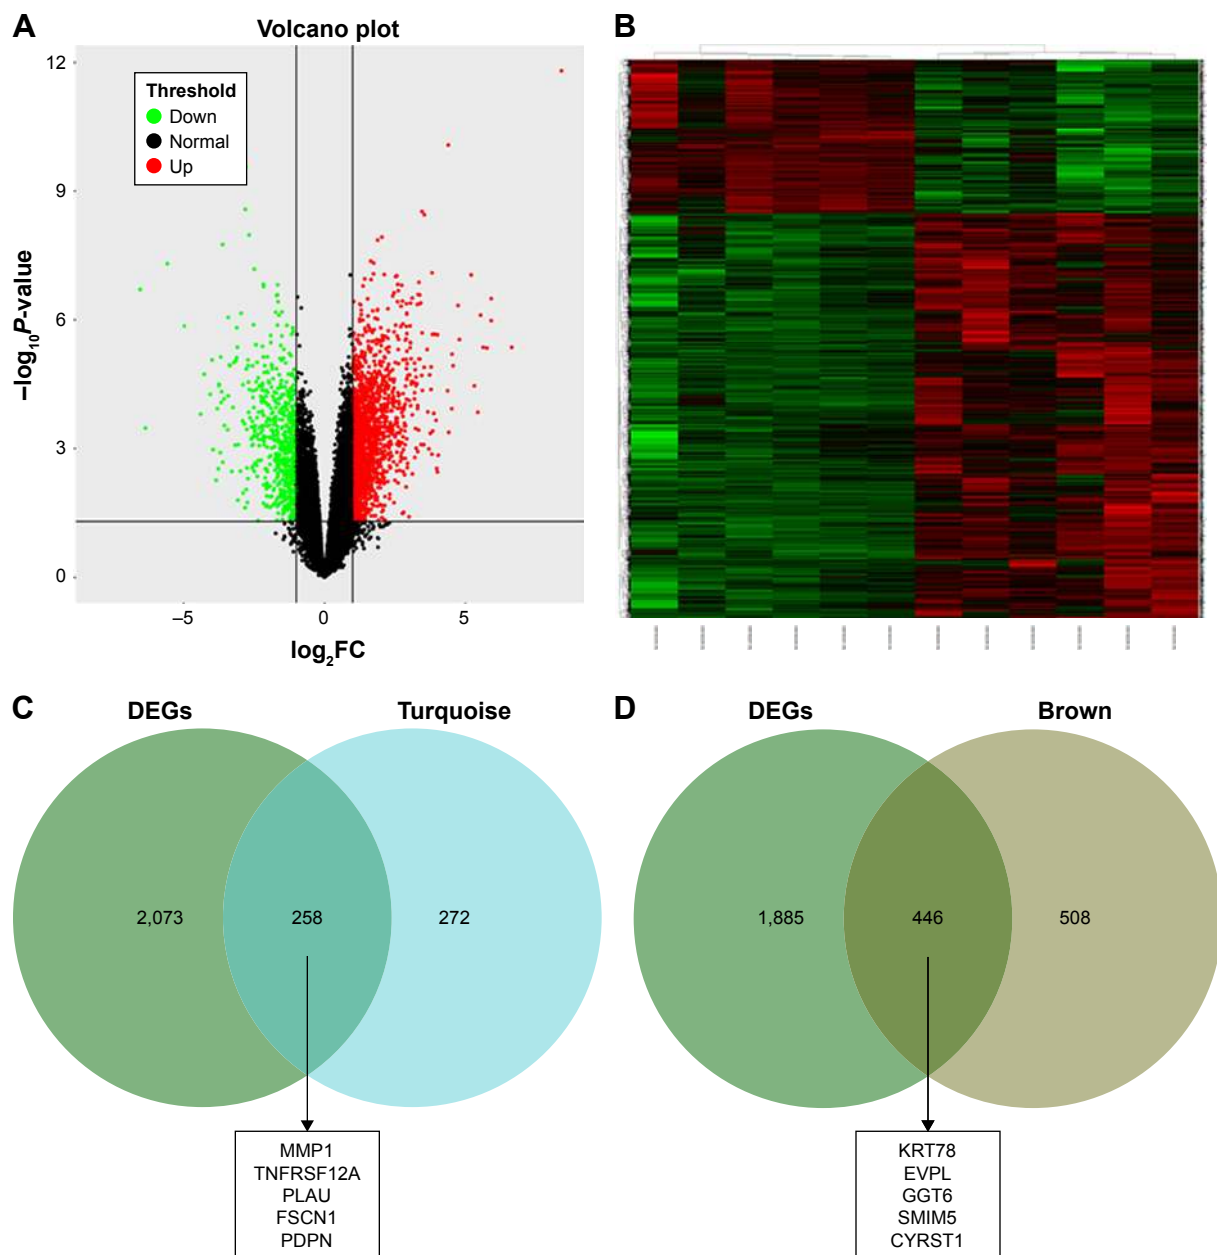 A
Volcano plot
12
9
6
3
0
–log10P-value
Threshold
Down
Normal
Up
–5
0
5
log2FC
B
C
DEGs
Turquoise
2,073
258
272
MMP1
TNFRSF12A
PLAU
FSCN1
PDPN
D
DEGs
Brown
1,885
446
508
KRT78
EVPL
GGT6
SMIM5
CYRST1